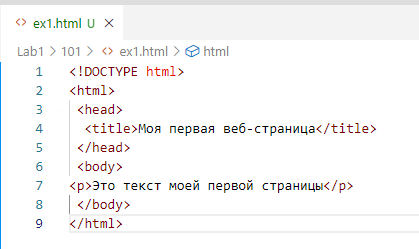 <> ex1.html U ×
Lab1 > 101 > <> ex1.html > html
1 <!DOCTYPE html>
2 <html>
3  <head>
4   <title>Моя первая веб-страница</title>
5  </head>
6  <body>
7 <p>Это текст моей первой страницы</p>
8  </body>
9 </html>